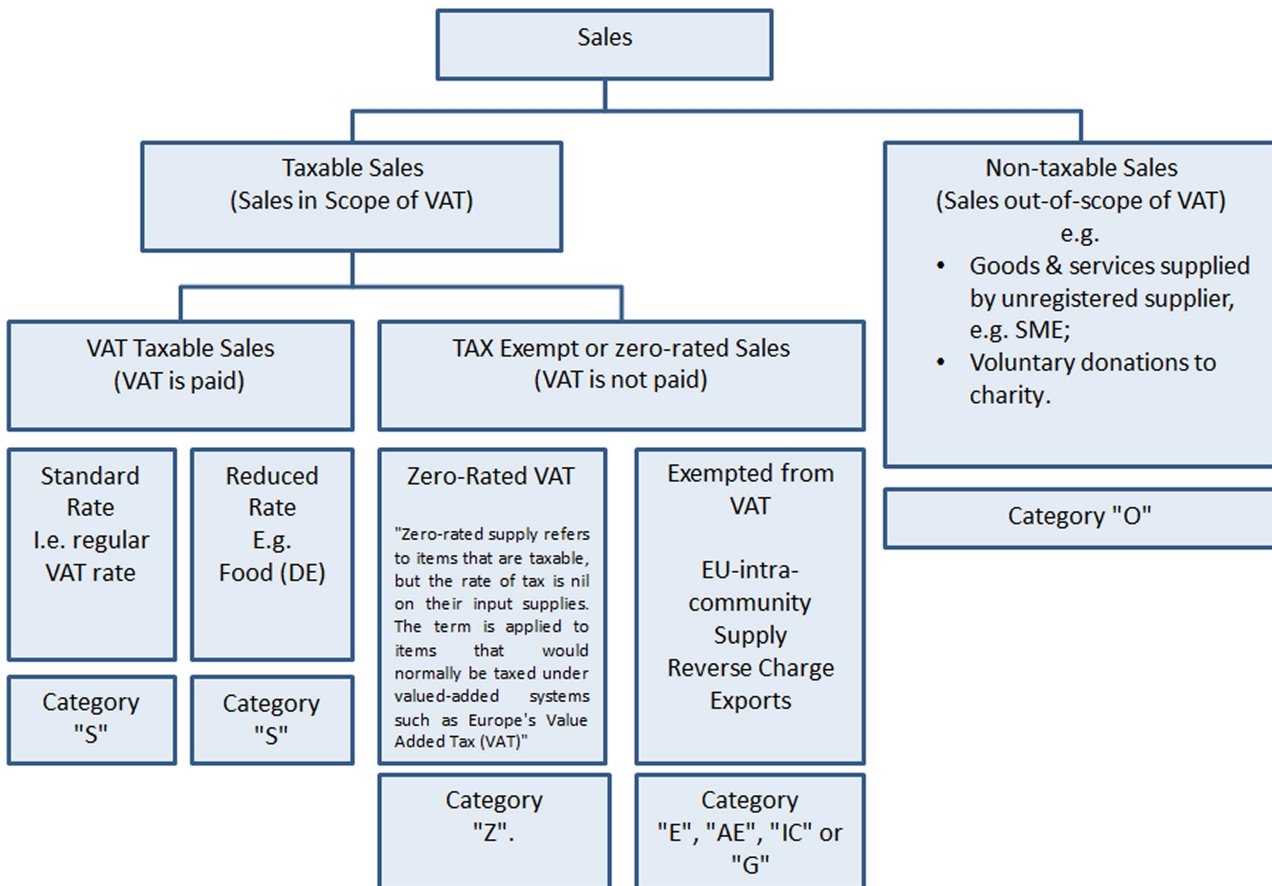 Sales
Taxable Sales
(Sales in Scope of VAT)
Non-taxable Sales
(Sales out-of-scope of VAT)
e.g.
• Goods & services supplied
by unregistered supplier,
e.g. SME;
• Voluntary donations to
charity.
VAT Taxable Sales
(VAT is paid)
TAX Exempt or zero-rated Sales
(VAT is not paid)
Standard
Rate
I.e. regular
VAT rate
Reduced
Rate
E.g.
Food (DE)
Zero-Rated VAT
"Zero-rated supply refers
to items that are taxable,
but the rate of tax is nil
on their input supplies.
The term is applied to
items that would
normally be taxed under
valued-added systems
such as Europe's Value
Added Tax (VAT)"
Exempted from
VAT
EU-intra-
community
Supply
Reverse Charge
Exports
Category "O"
Category
"S"
Category
"S"
Category
"Z".
Category
"E", "AE", "IC" or
"G"